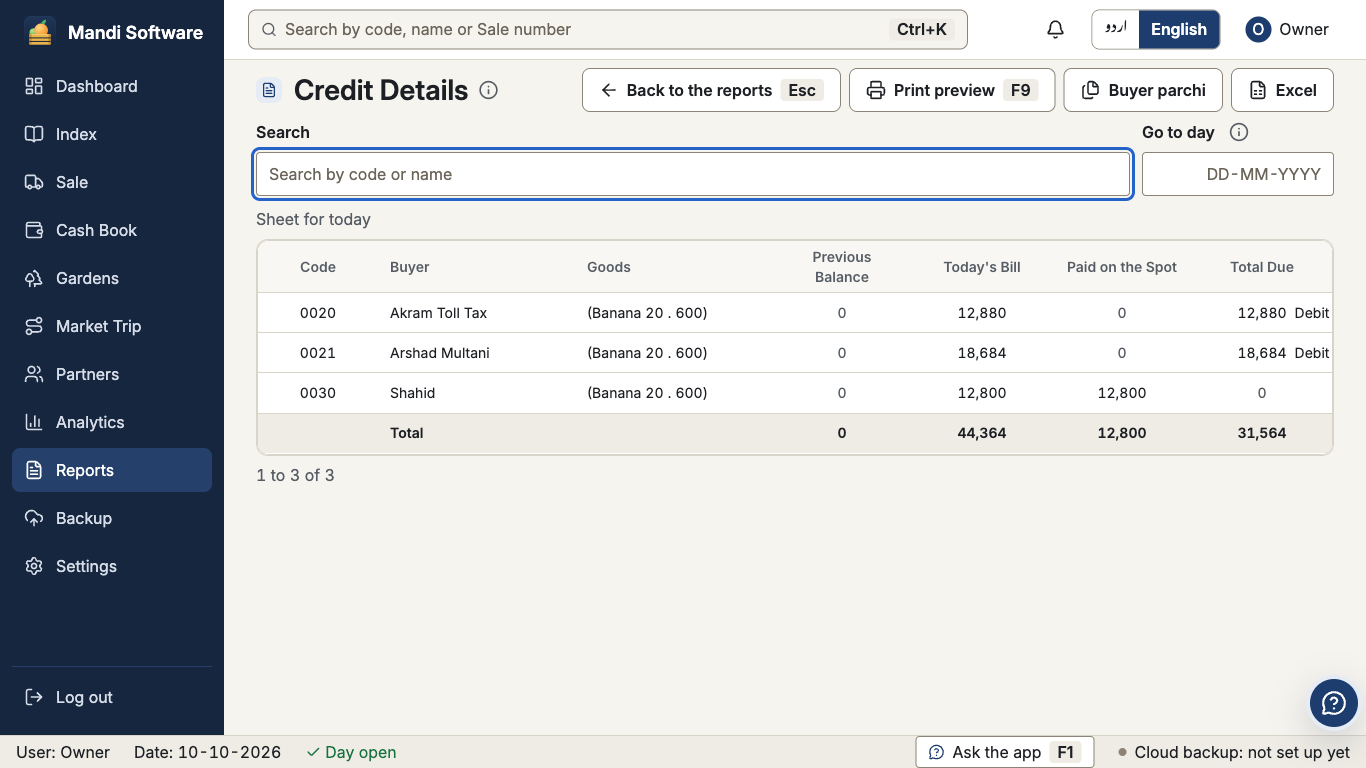 Mandi Software
Search by code, name or Sale number
Ctrl+K
اردو
English
O
Owner
Dashboard
Index
Sale
Cash Book
Gardens
Market Trip
Partners
Analytics
Reports
Backup
Settings
Log out
Credit Details
Back to the reports Esc
Print preview F9
Buyer parchi
Excel
Search
Go to day
Search by code or name
DD-MM-YYYY
Sheet for today
Code Buyer Goods Previous Balance Today's Bill Paid on the Spot Total Due
0020 Akram Toll Tax (Banana 20 . 600) 0 12,880 0 12,880 Debit
0021 Arshad Multani (Banana 20 . 600) 0 18,684 0 18,684 Debit
0030 Shahid (Banana 20 . 600) 0 12,800 12,800 0
Total 0 44,364 12,800 31,564
1 to 3 of 3
User: Owner
Date: 10-10-2026
Day open
Ask the app F1
Cloud backup: not set up yet